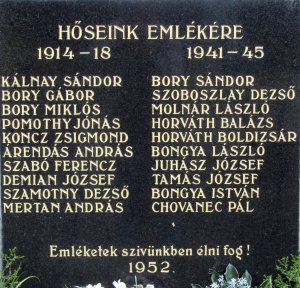 HŐSEINK EMLÉKÉRE
1914-18 1941-45
KÁLNAY SÁNDOR
BORY GÁBOR
BORY MIKLÓS
POMOTHY JÓNÁS
KONCZ ZSIGMOND
ÁRENDÁS ANDRÁS
SZABÓ FERENCZ
DEMIAN JÓZSEF
SZAMOTNY DEZSŐ
MERTAN ANDRÁS
BORY SÁNDOR
SZOBOSZLAY DEZSŐ
MOLNÁR LÁSZLÓ
HORVÁTH BALÁZS
HORVÁTH BOLDIZSÁR
BONGYA LÁSZLÓ
JUHÁSZ JÓZSEF
TAMÁS JÓZSEF
BONGYA ISTVÁN
CHOVANEC PÁL
Emléketek szivünkben élni fog!
1952.